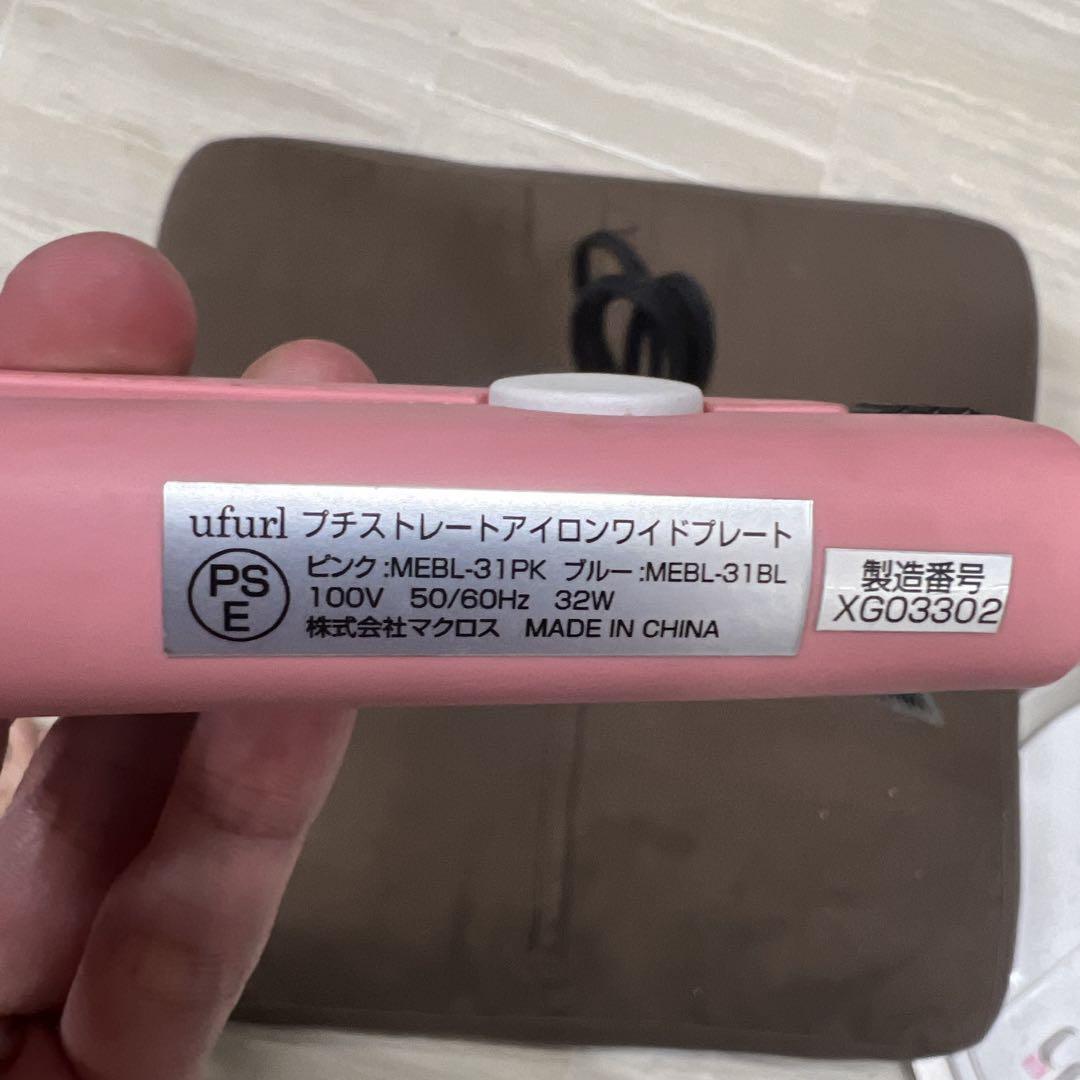 ufurl プチストレートアイロンワイドプレート
PS
E
ピンク:MEBL-31PK ブルー:MEBL-31BL
100V 50/60Hz 32W
株式会社マクロス MADE IN CHINA
製造番号
XG03302